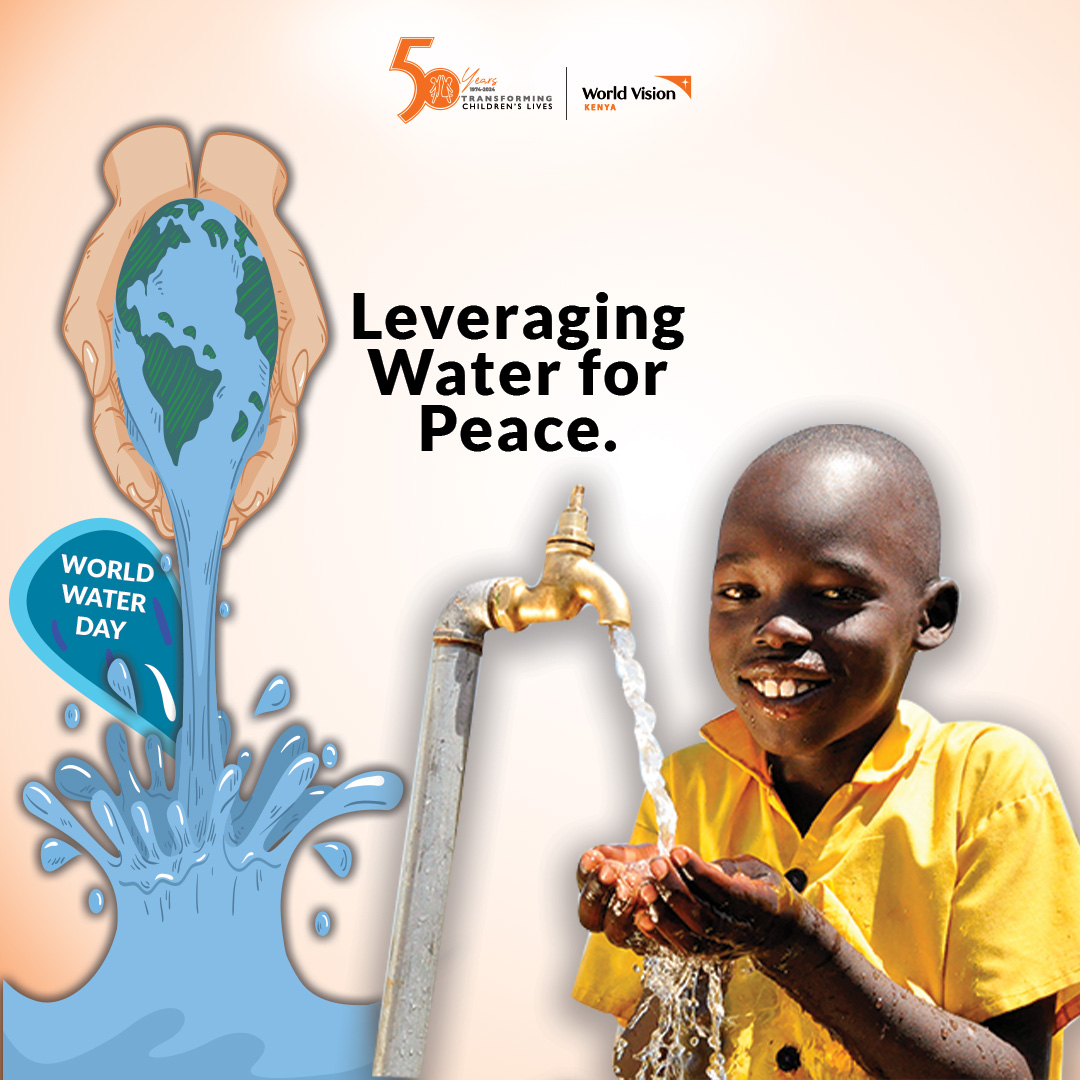 50 Years
1974-2024
TRANSFORMING
CHILDREN'S LIVES
World Vision
KENYA
Leveraging
Water for
Peace.
WORLD
WATER
DAY